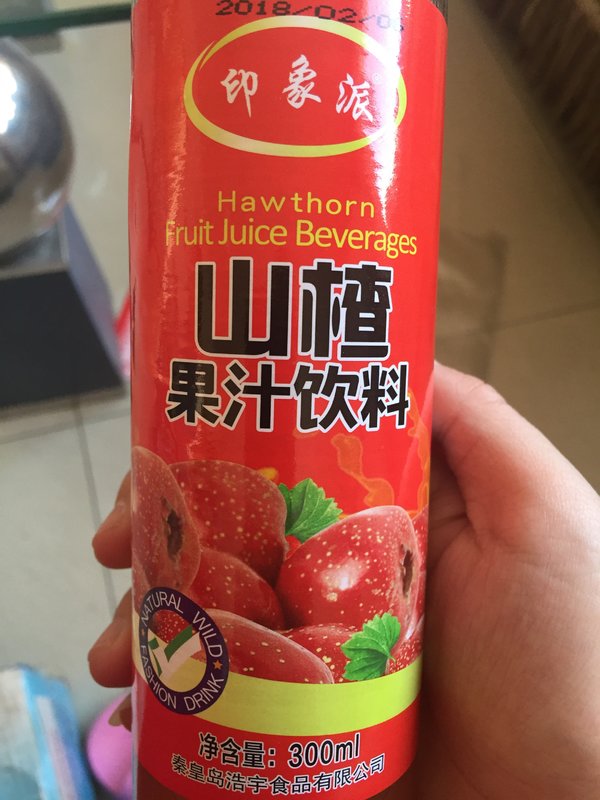 2018/02/03
印象派
Hawthorn
Fruit Juice Beverages
山楂
果汁饮料
NATURAL WILD
FASHION DRINK
净含量：300ml
秦皇岛浩宇食品有限公司